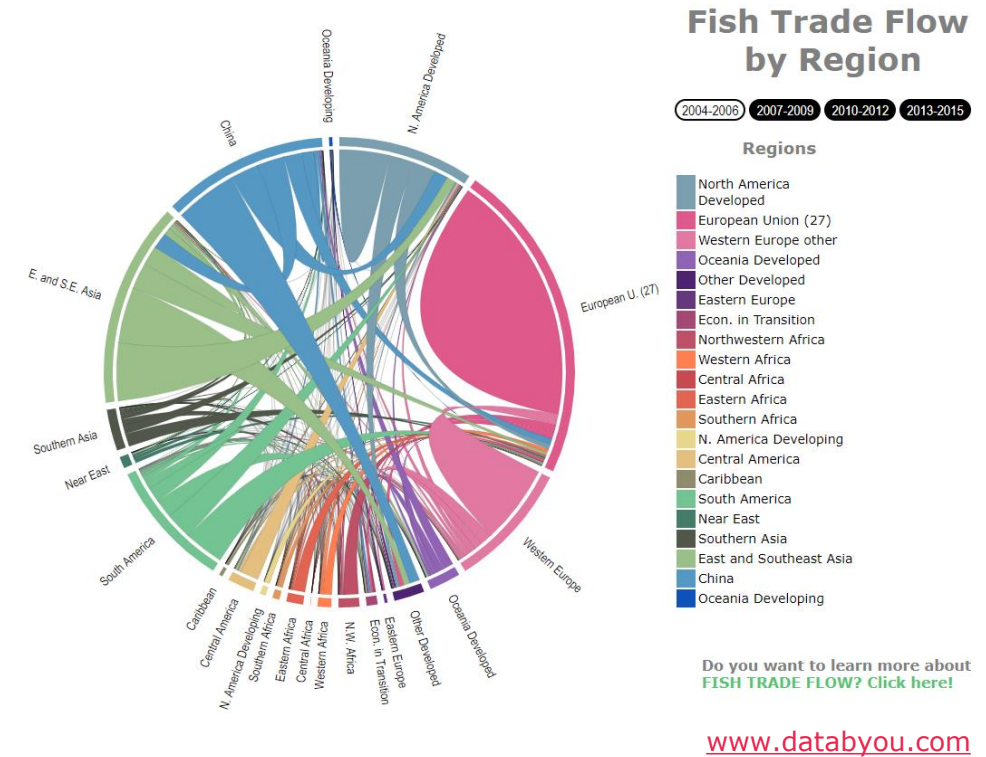 Fish Trade Flow
by Region
2004-2006
2007-2009
2010-2012
2013-2015
Regions
North America
Developed
European Union (27)
Western Europe other
Oceania Developed
Other Developed
Eastern Europe
Econ. in Transition
Northwestern Africa
Western Africa
Central Africa
Eastern Africa
Southern Africa
N. America Developing
Central America
Caribbean
South America
Near East
Southern Asia
East and Southeast Asia
China
Oceania Developing
Oceania Developing
N. America Developed
European U. (27)
Western Europe
Oceania Developed
Other Developed
Eastern Europe
Econ. in Transition
N.W. Africa
Western Africa
Central Africa
Eastern Africa
Southern Africa
N. America Developing
Central America
Caribbean
South America
Near East
Southern Asia
E. and S.E. Asia
China
Do you want to learn more about
FISH TRADE FLOW? Click here!
www.databyou.com